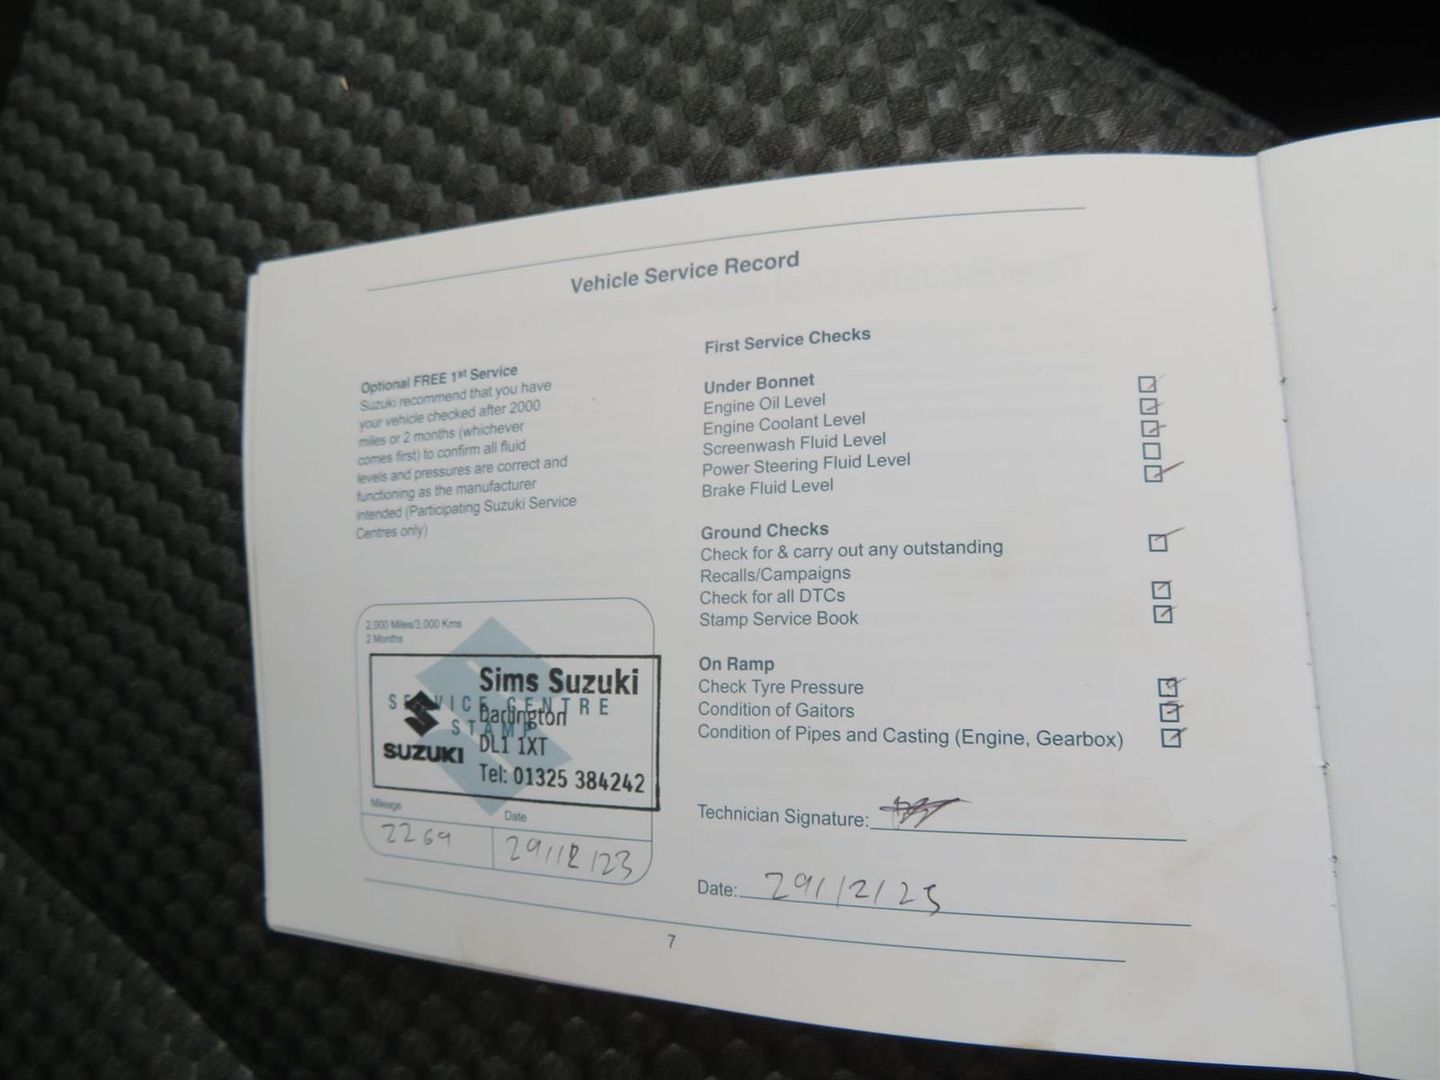 Vehicle Service Record
Optional FREE 1st Service
Suzuki recommend that you have
your vehicle checked after 2000
miles or 2 months (whichever
comes first) to confirm all fluid
levels and pressures are correct and
functioning as the manufacturer
intended (Participating Suzuki Service
Centres only)
2,000 Miles/3,000 Kms
2 Months
SERVICE CENTRE
STAMP
Sims Suzuki
Darlington
DL1 1XT
Tel: 01325 384242
SUZUKI
Mileage
Date
2269
29/12/23
First Service Checks
Under Bonnet
Engine Oil Level
Engine Coolant Level
Screenwash Fluid Level
Power Steering Fluid Level
Brake Fluid Level
Ground Checks
Check for & carry out any outstanding
Recalls/Campaigns
Check for all DTCs
Stamp Service Book
On Ramp
Check Tyre Pressure
Condition of Gaitors
Condition of Pipes and Casting (Engine, Gearbox)
Technician Signature:
Date: 29/12/23
7